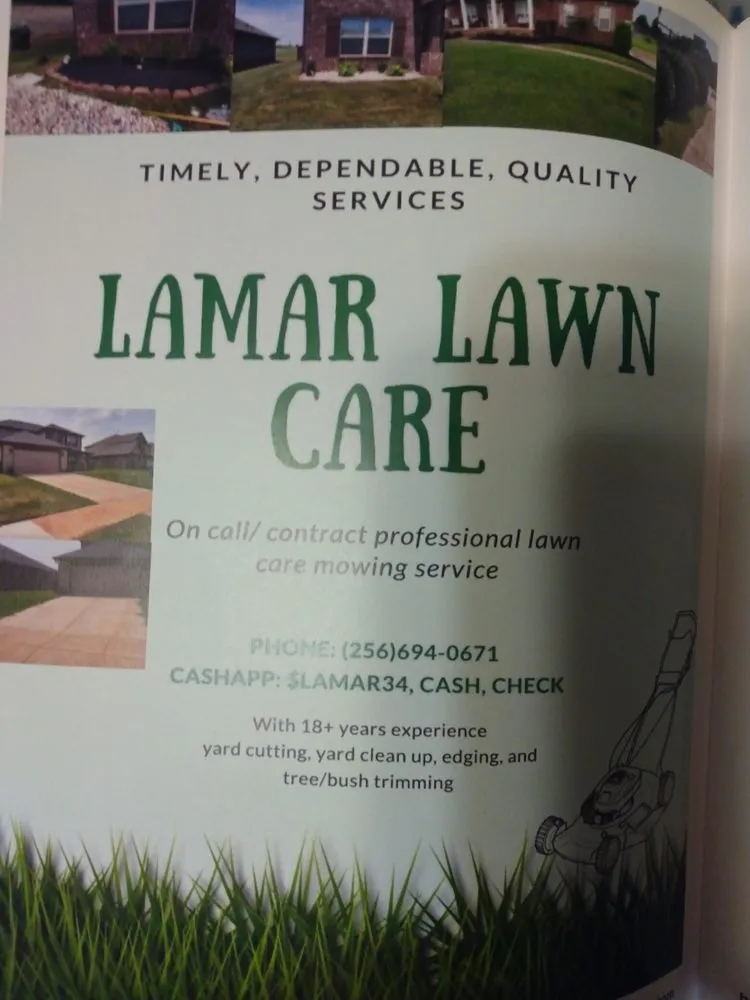 TIMELY, DEPENDABLE, QUALITY
SERVICES
LAMAR LAWN
CARE
On call/ contract professional lawn
care mowing service
PHONE: (256)694-0671
CASHAPP: $LAMAR34, CASH, CHECK
With 18+ years experience
yard cutting, yard clean up, edging, and
tree/bush trimming